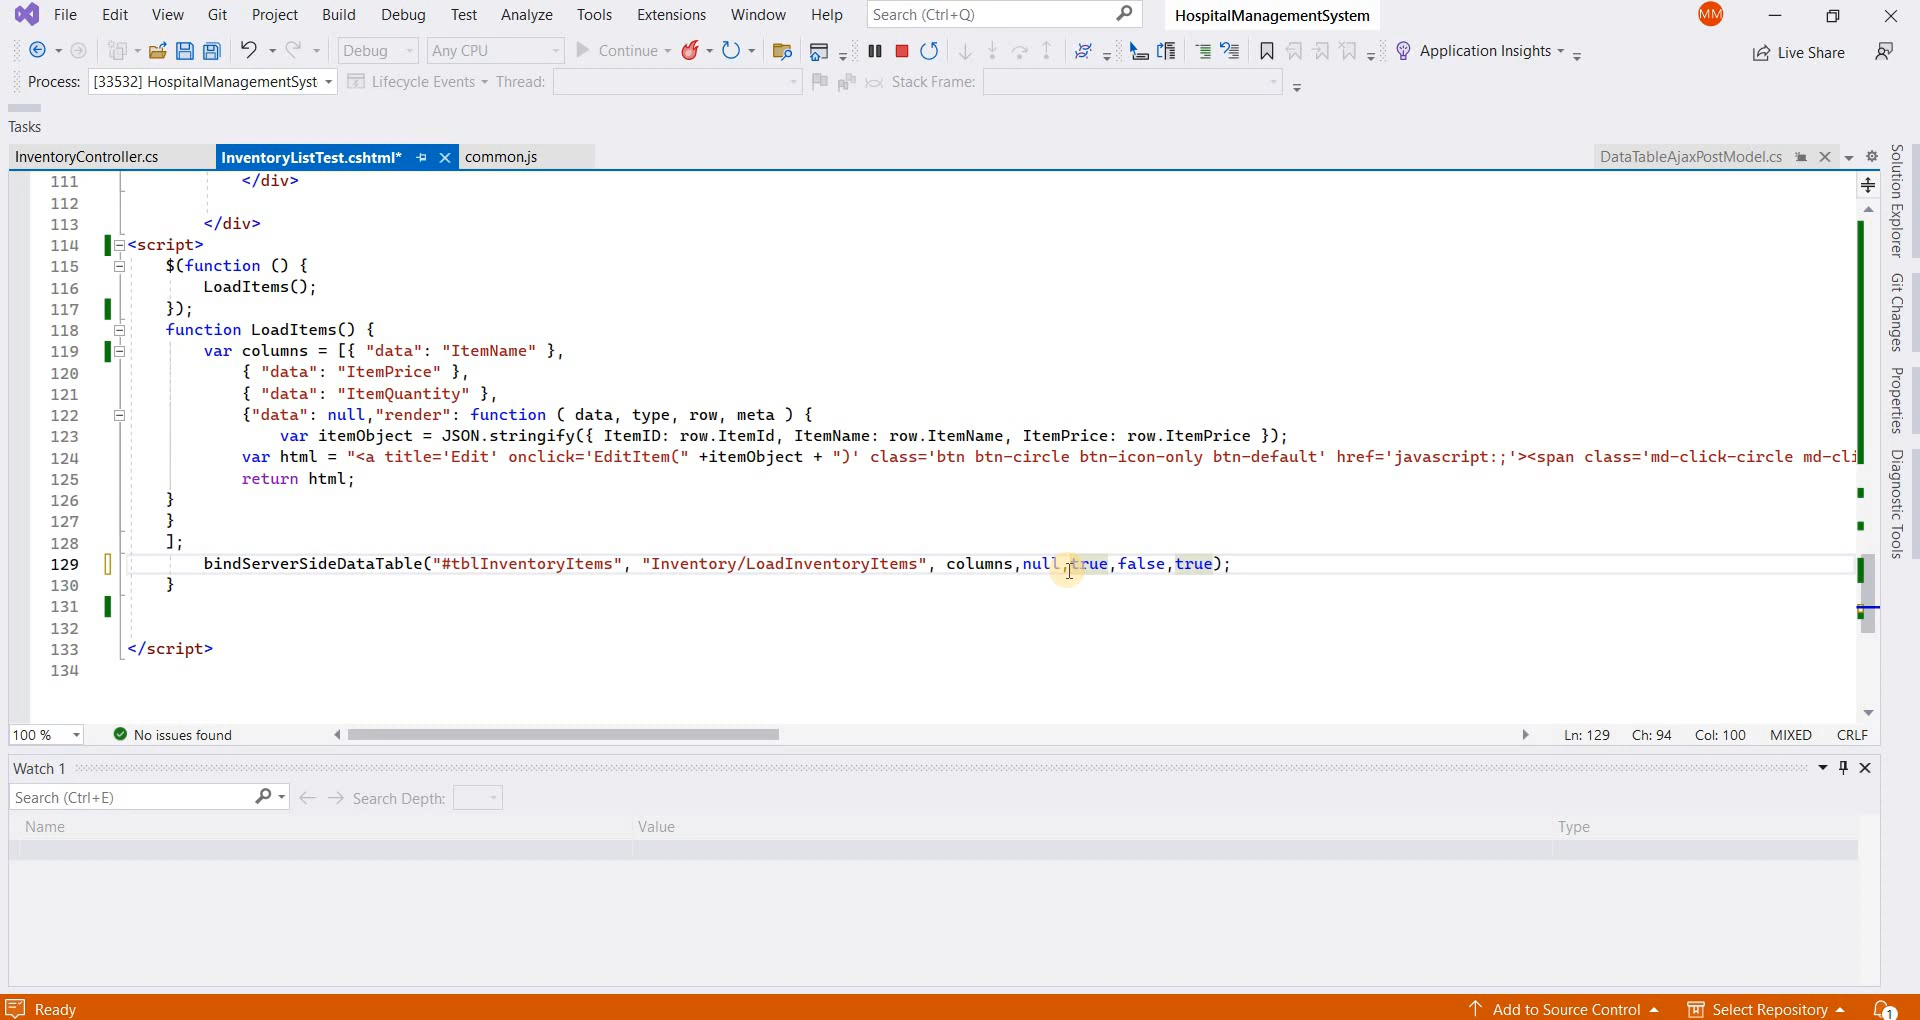 File Edit View Git Project Build Debug Test Analyze Tools Extensions Window Help Search (Ctrl+Q) HospitalManagementSystem MM
Debug Any CPU Continue Application Insights Live Share
Process: [33532] HospitalManagementSyst Lifecycle Events Thread: Stack Frame:
Tasks
InventoryController.cs InventoryListTest.cshtml* common.js DataTableAjaxPostModel.cs
111 </div>
112
113 </div>
114 <script>
115 $(function () {
116 LoadItems();
117 });
118 function LoadItems() {
119 var columns = [{ "data": "ItemName" },
120 { "data": "ItemPrice" },
121 { "data": "ItemQuantity" },
122 {"data": null,"render": function ( data, type, row, meta ) {
123 var itemObject = JSON.stringify({ ItemID: row.ItemId, ItemName: row.ItemName, ItemPrice: row.ItemPrice });
124 var html = "<a title='Edit' onclick='EditItem(" +itemObject + ")' class='btn btn-circle btn-icon-only btn-default' href='javascript:;'><span class='md-click-circle md-cli
125 return html;
126 }
127 }
128 ];
129 bindServerSideDataTable("#tblInventoryItems", "Inventory/LoadInventoryItems", columns,null,true,false,true);
130 }
131
132
133 </script>
134
Solution Explorer
Git Changes
Properties
Diagnostic Tools
100 % No issues found Ln: 129 Ch: 94 Col: 100 MIXED CRLF
Watch 1
Search (Ctrl+E) Search Depth:
Name Value Type
Ready Add to Source Control Select Repository 1